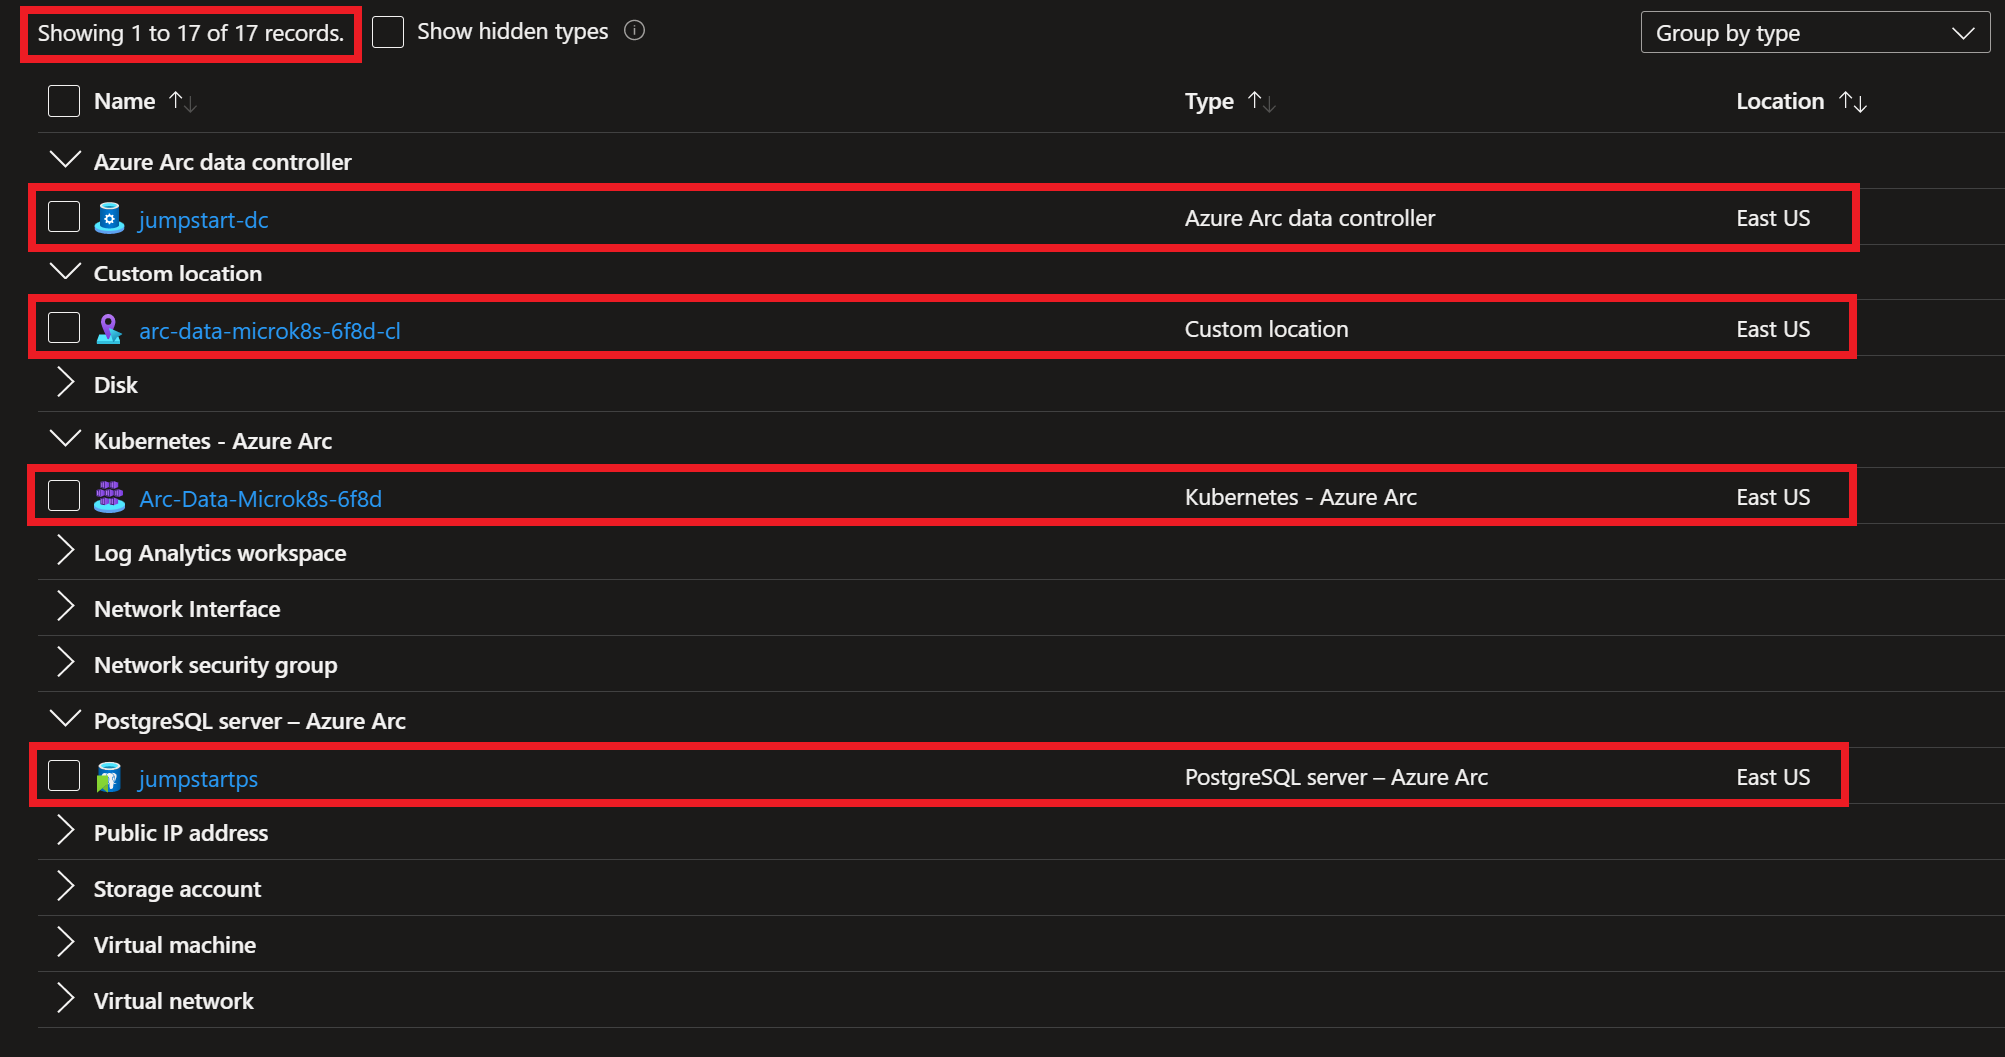 Showing 1 to 17 of 17 records. Show hidden types Group by type
Name Type Location
Azure Arc data controller
jumpstart-dc Azure Arc data controller East US
Custom location
arc-data-microk8s-6f8d-cl Custom location East US
Disk
Kubernetes - Azure Arc
Arc-Data-Microk8s-6f8d Kubernetes - Azure Arc East US
Log Analytics workspace
Network Interface
Network security group
PostgreSQL server – Azure Arc
jumpstartps PostgreSQL server – Azure Arc East US
Public IP address
Storage account
Virtual machine
Virtual network